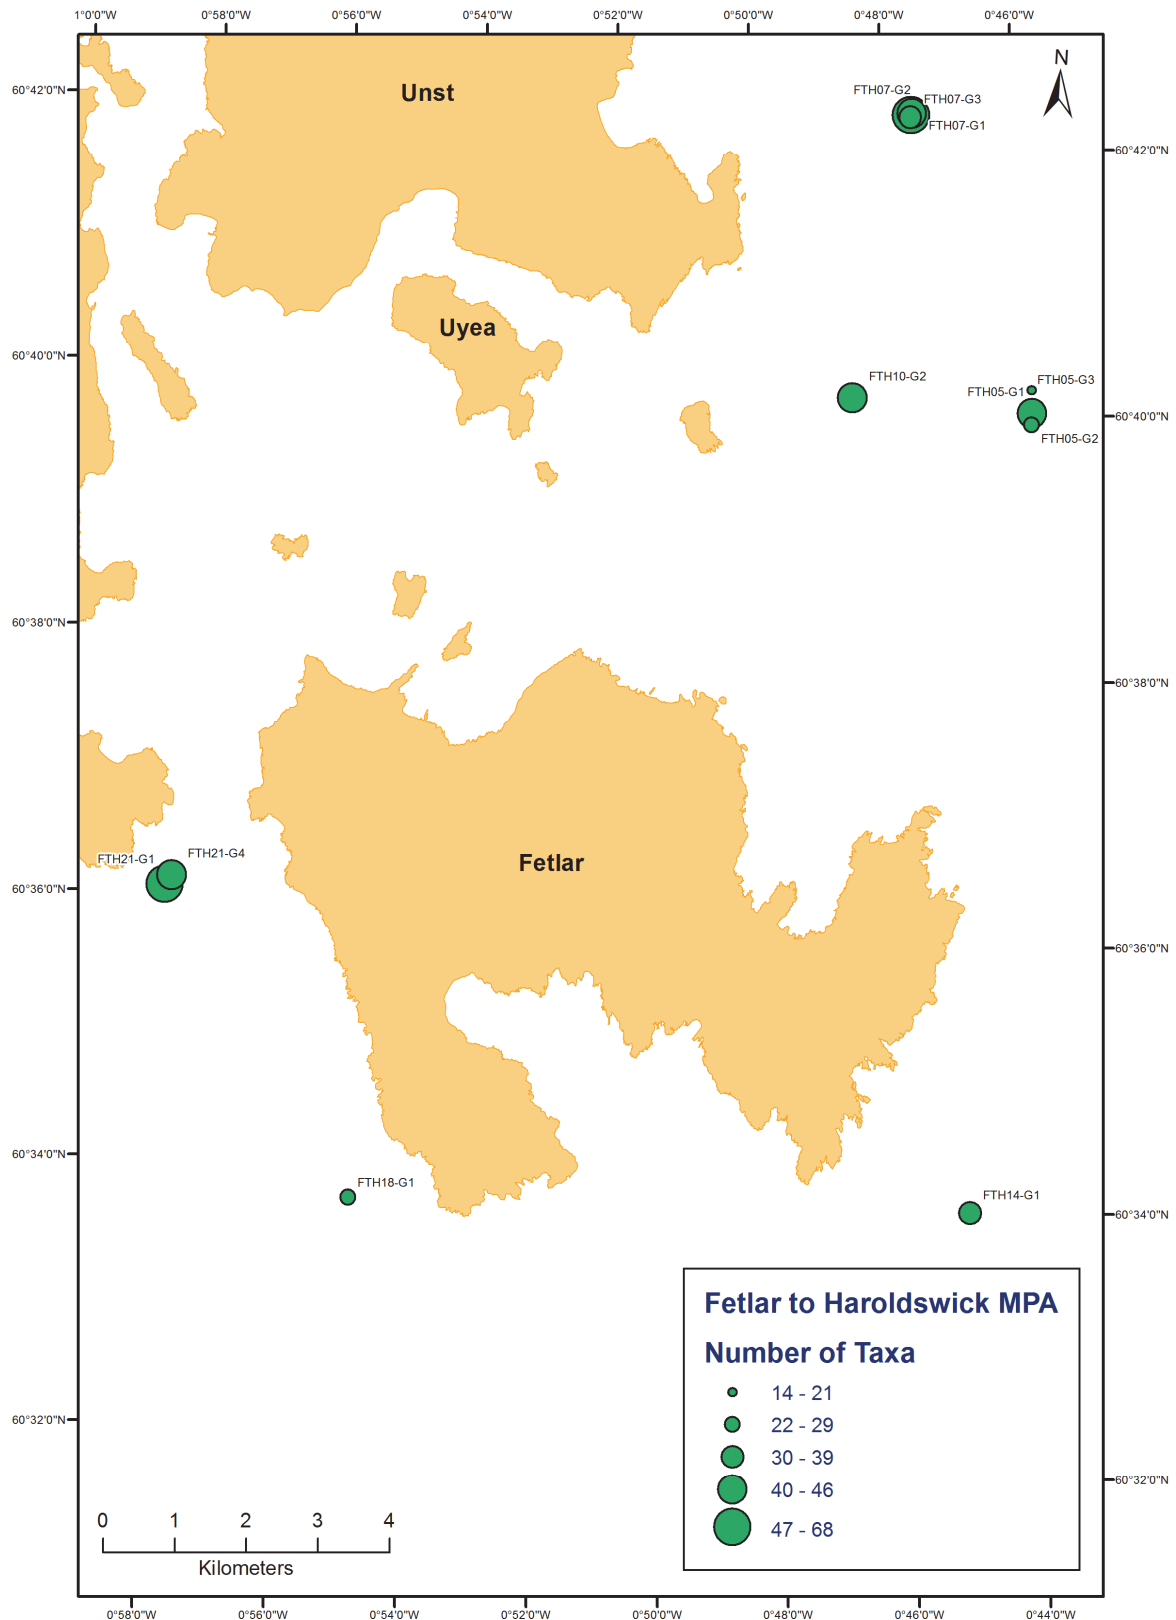 1°0'0"W 0°58'0"W 0°56'0"W 0°54'0"W 0°52'0"W 0°50'0"W 0°48'0"W 0°46'0"W
N
Unst
60°42'0"N
FTH07-G2
FTH07-G3
FTH07-G1
60°42'0"N
Uyea
60°40'0"N
FTH10-G2
FTH05-G3
FTH05-G1
60°40'0"N
FTH05-G2
60°38'0"N
60°38'0"N
FTH21-G1
FTH21-G4
Fetlar
60°36'0"N
60°36'0"N
60°34'0"N
FTH18-G1
FTH14-G1
60°34'0"N
Fetlar to Haroldswick MPA
Number of Taxa
14 - 21
22 - 29
30 - 39
40 - 46
47 - 68
60°32'0"N
60°32'0"N
0 1 2 3 4
Kilometers
0°58'0"W 0°56'0"W 0°54'0"W 0°52'0"W 0°50'0"W 0°48'0"W 0°46'0"W 0°44'0"W